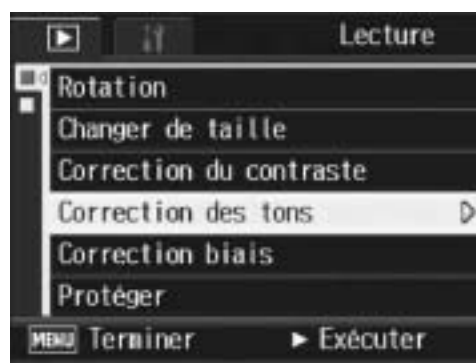 Lecture
Rotation
Changer de taille
Correction du contraste
Correction des tons
Correction biais
Protéger
MENU Terminer ► Exécuter